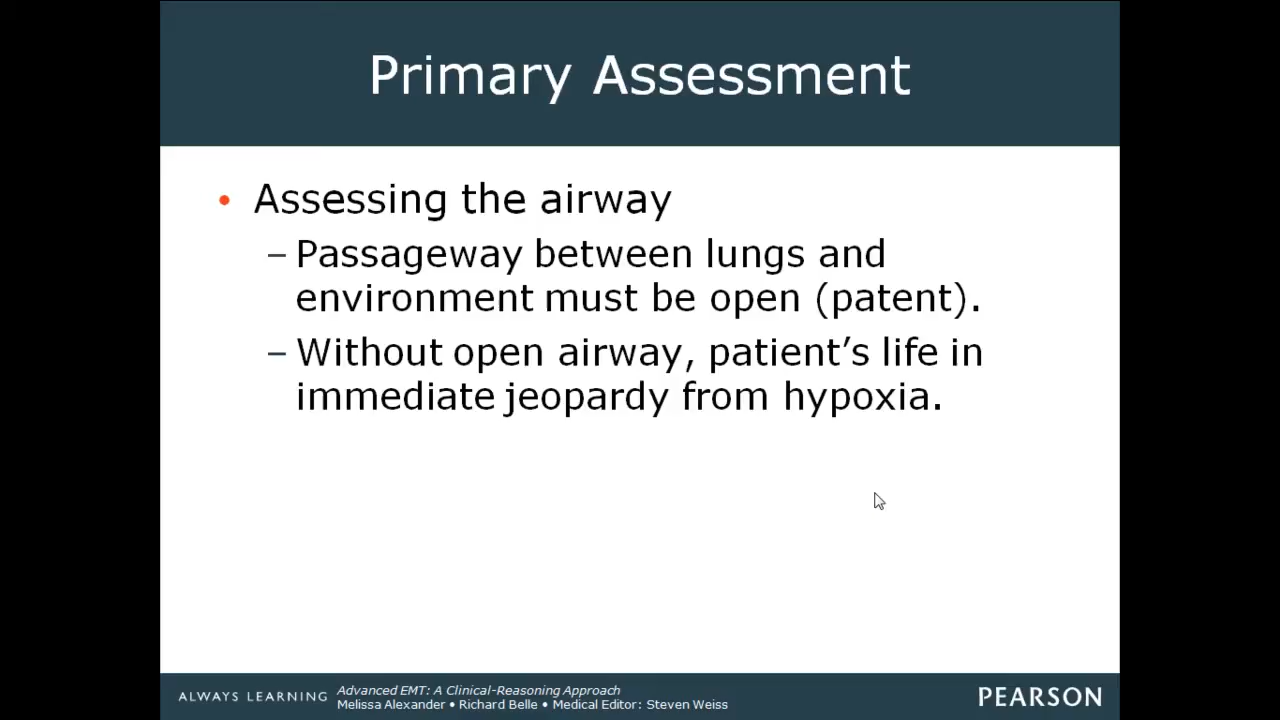 Primary Assessment
• Assessing the airway
– Passageway between lungs and
environment must be open (patent).
– Without open airway, patient’s life in
immediate jeopardy from hypoxia.
ALWAYS LEARNING
Advanced EMT: A Clinical-Reasoning Approach
Melissa Alexander • Richard Belle • Medical Editor: Steven Weiss
PEARSON